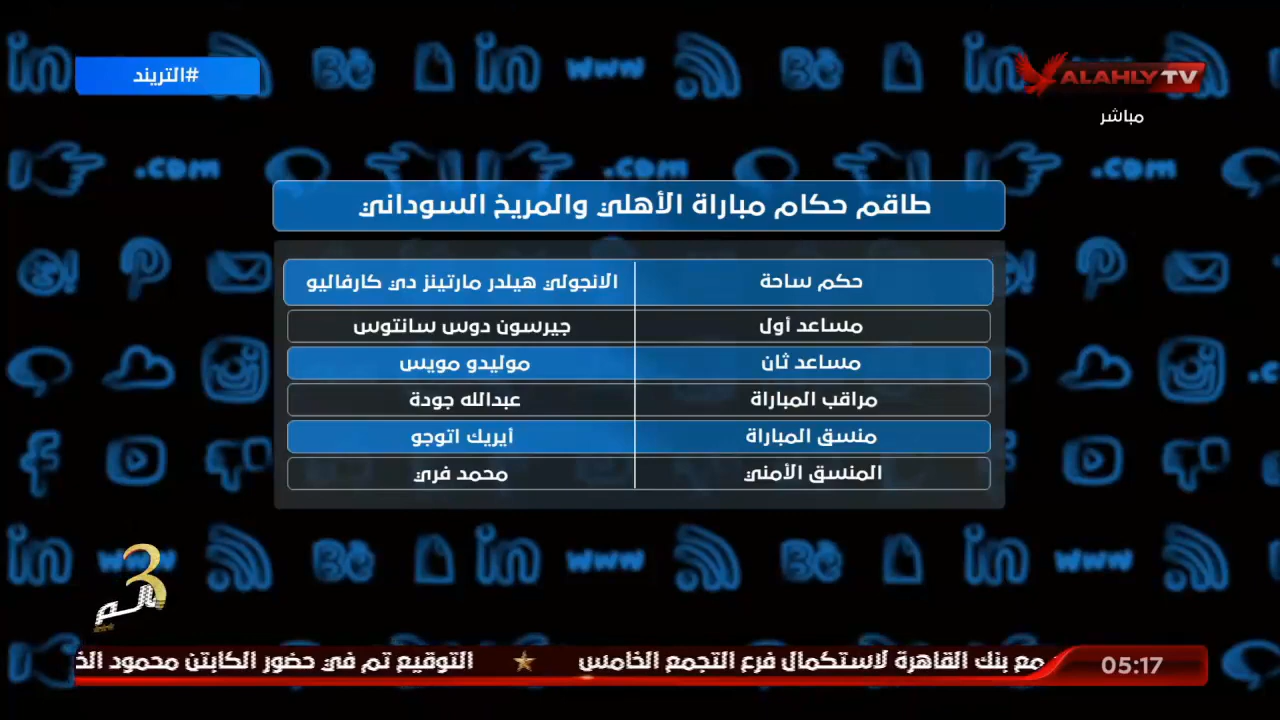 #التريند
ALAHLY TV
مباشر
طاقم حكام مباراة الأهلي والمريخ السوداني
حكم ساحة الانجولي هيلدر مارتينز دي كارفاليو
مساعد أول جيرسون دوس سانتوس
مساعد ثان موليدو مويس
مراقب المباراة عبدالله جودة
منسق المباراة أيريك اتوجو
المنسق الأمني محمد فري
05:17
مع بنك القاهرة لاستكمال فرع التجمع الخامس ★ التوقيع تم في حضور الكابتن محمود الخ